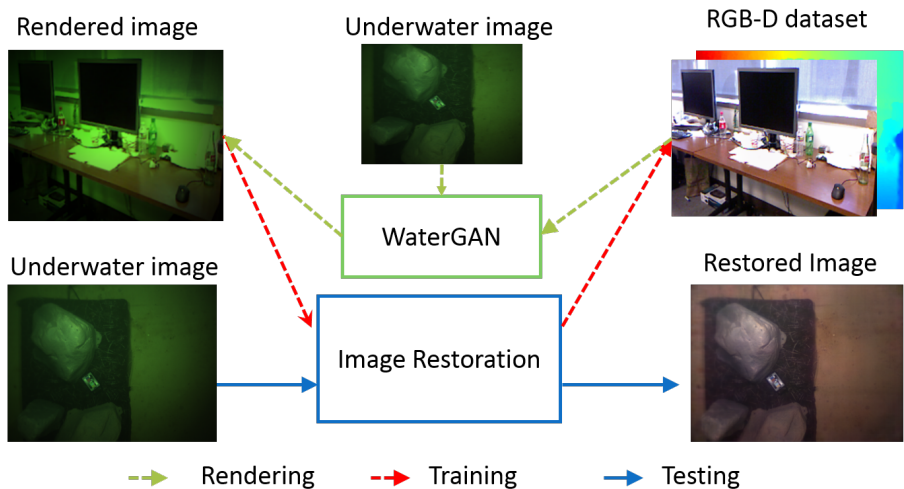 Rendered image
Underwater image
RGB-D dataset
WaterGAN
Underwater image
Restored Image
Image Restoration
Rendering
Training
Testing